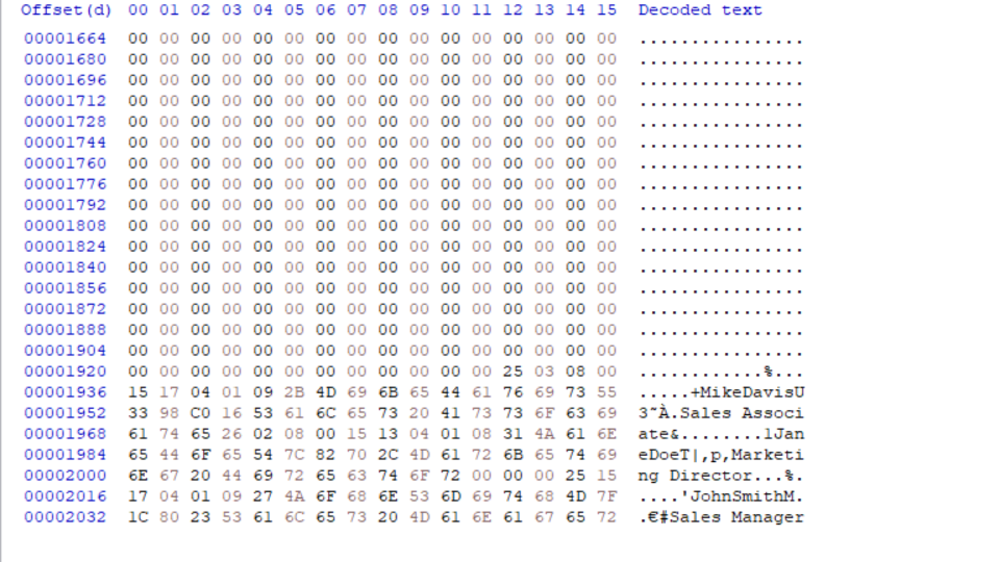 Offset(d) 00 01 02 03 04 05 06 07 08 09 10 11 12 13 14 15 Decoded text
00001664 00 00 00 00 00 00 00 00 00 00 00 00 00 00 00 00 ................
00001680 00 00 00 00 00 00 00 00 00 00 00 00 00 00 00 00 ................
00001696 00 00 00 00 00 00 00 00 00 00 00 00 00 00 00 00 ................
00001712 00 00 00 00 00 00 00 00 00 00 00 00 00 00 00 00 ................
00001728 00 00 00 00 00 00 00 00 00 00 00 00 00 00 00 00 ................
00001744 00 00 00 00 00 00 00 00 00 00 00 00 00 00 00 00 ................
00001760 00 00 00 00 00 00 00 00 00 00 00 00 00 00 00 00 ................
00001776 00 00 00 00 00 00 00 00 00 00 00 00 00 00 00 00 ................
00001792 00 00 00 00 00 00 00 00 00 00 00 00 00 00 00 00 ................
00001808 00 00 00 00 00 00 00 00 00 00 00 00 00 00 00 00 ................
00001824 00 00 00 00 00 00 00 00 00 00 00 00 00 00 00 00 ................
00001840 00 00 00 00 00 00 00 00 00 00 00 00 00 00 00 00 ................
00001856 00 00 00 00 00 00 00 00 00 00 00 00 00 00 00 00 ................
00001872 00 00 00 00 00 00 00 00 00 00 00 00 00 00 00 00 ................
00001888 00 00 00 00 00 00 00 00 00 00 00 00 00 00 00 00 ................
00001904 00 00 00 00 00 00 00 00 00 00 00 00 00 00 00 00 ................
00001920 00 00 00 00 00 00 00 00 00 00 00 00 25 03 08 00 ............%...
00001936 15 17 04 01 09 2B 4D 69 6B 65 44 61 76 69 73 55 .....+MikeDavisU
00001952 33 98 C0 16 53 61 6C 65 73 20 41 73 73 6F 63 69 3˜À.Sales Associ
00001968 61 74 65 26 02 08 00 15 13 04 01 08 31 4A 61 6E ate&........1Jan
00001984 65 44 6F 65 54 7C 82 70 2C 4D 61 72 6B 65 74 69 eDoeT|‚p,Marketi
00002000 6E 67 20 44 69 72 65 63 74 6F 72 00 00 00 25 15 ng Director...%.
00002016 17 04 01 09 27 4A 6F 68 6E 53 6D 69 74 68 4D 7F ....'JohnSmithM.
00002032 1C 80 23 53 61 6C 65 73 20 4D 61 6E 61 67 65 72 .€#Sales Manager